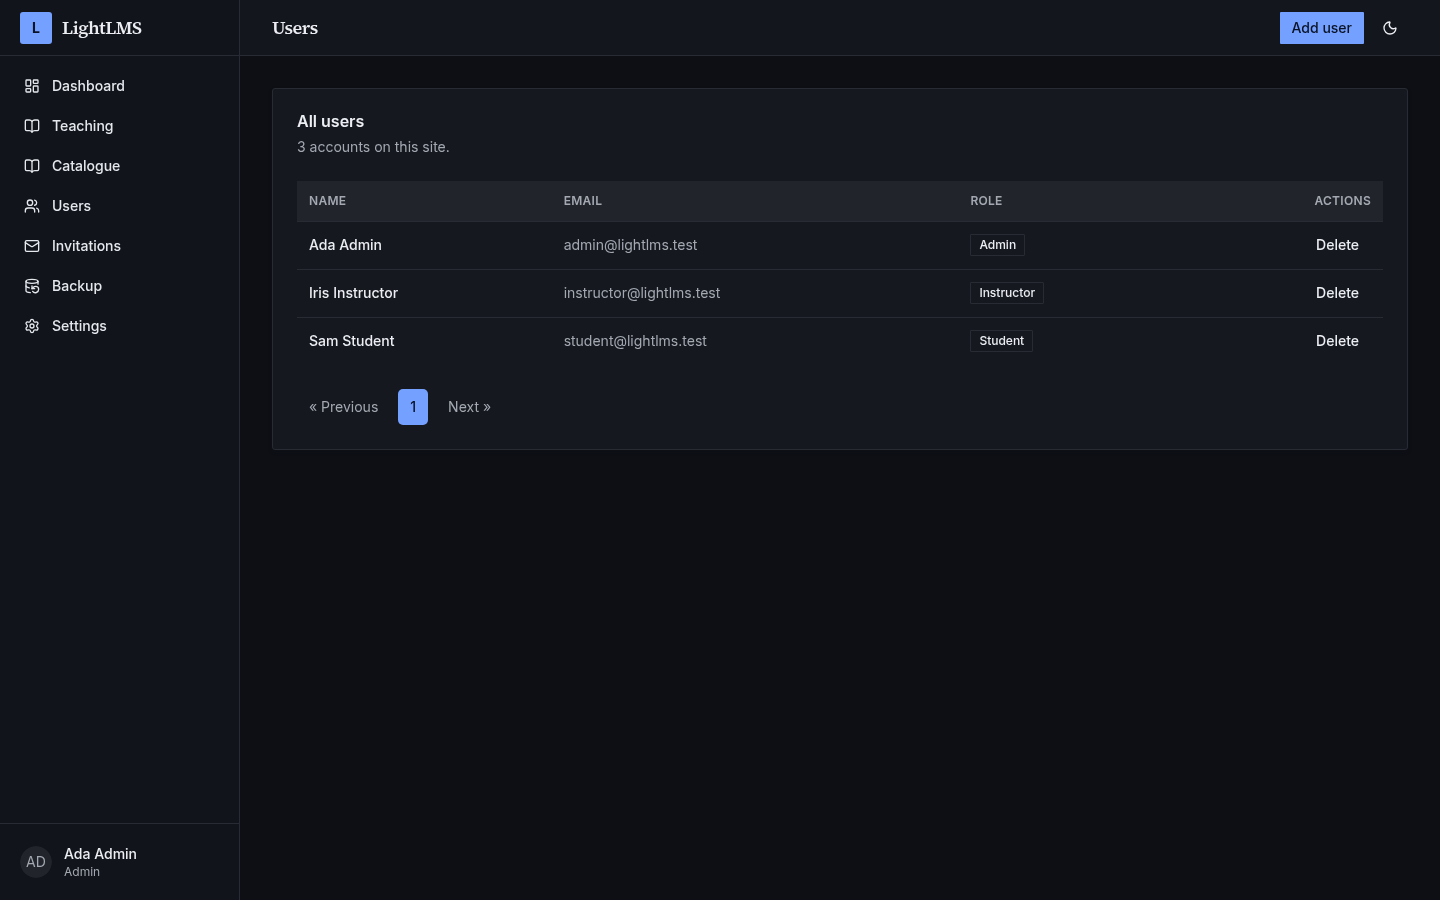 L LightLMS
Users
Add user
Dashboard
Teaching
Catalogue
Users
Invitations
Backup
Settings
All users
3 accounts on this site.
NAME EMAIL ROLE ACTIONS
Ada Admin admin@lightlms.test Admin Delete
Iris Instructor instructor@lightlms.test Instructor Delete
Sam Student student@lightlms.test Student Delete
« Previous 1 Next »
AD Ada Admin
Admin